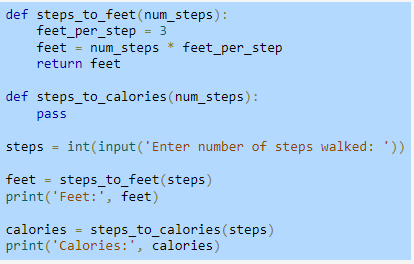 def steps_to_feet(num_steps):
    feet_per_step = 3
    feet = num_steps * feet_per_step
    return feet

def steps_to_calories(num_steps):
    pass

steps = int(input('Enter number of steps walked: '))

feet = steps_to_feet(steps)
print('Feet:', feet)

calories = steps_to_calories(steps)
print('Calories:', calories)